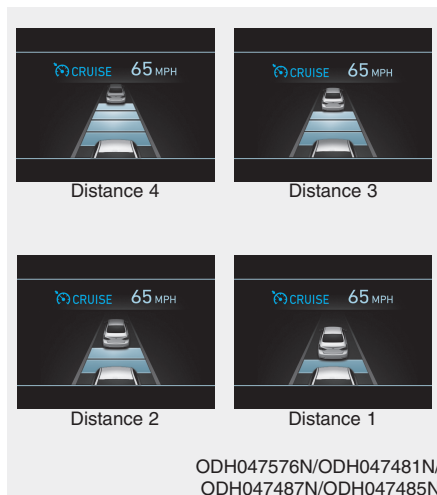 CRUISE 65 MPH
CRUISE 65 MPH
Distance 4
Distance 3
CRUISE 65 MPH
CRUISE 65 MPH
Distance 2
Distance 1
ODH047576N/ODH047481N/
ODH047487N/ODH047485N